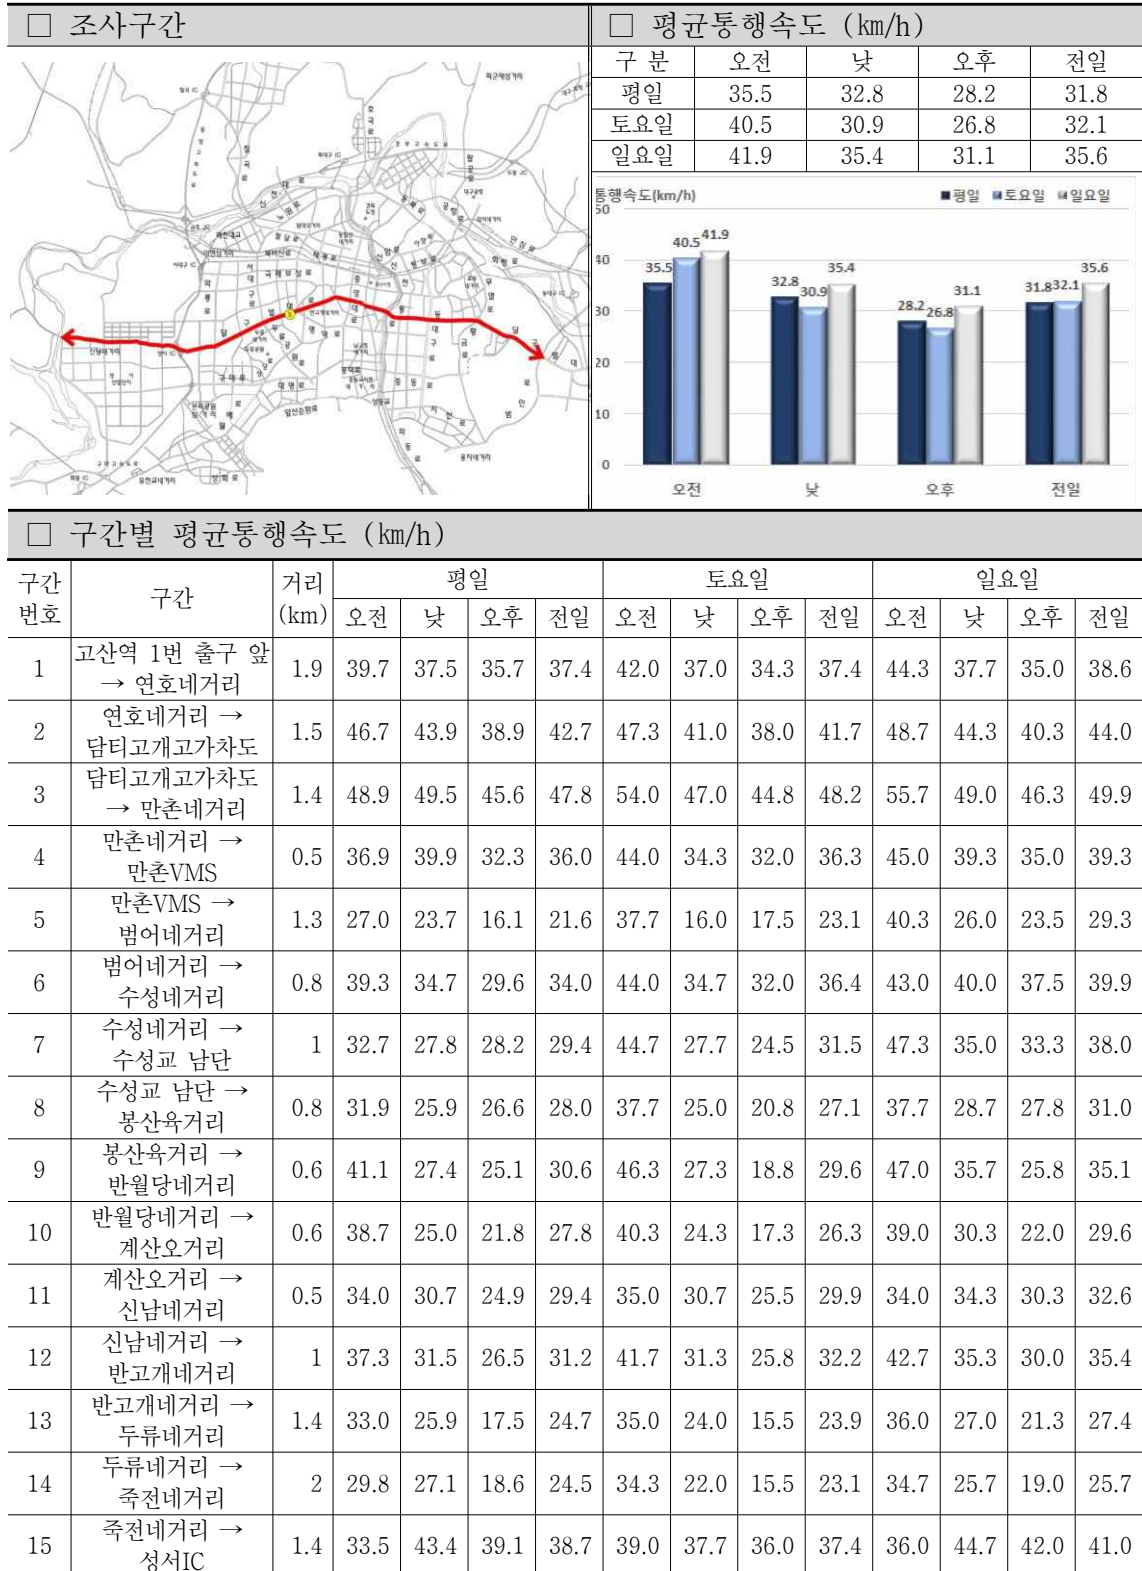 □ 조사구간
□ 평균통행속도 (㎞/h)
구 분 오전 낮 오후 전일
평일 35.5 32.8 28.2 31.8
토요일 40.5 30.9 26.8 32.1
일요일 41.9 35.4 31.1 35.6
통행속도(km/h)
■평일 ■토요일 ■일요일
50
40
30
20
10
0
35.5 40.5 41.9
32.8 30.9 35.4
28.2 26.8 31.1
31.8 32.1 35.6
오전 낮 오후 전일
□ 구간별 평균통행속도 (㎞/h)
구간 번호 구간 거리 (km) 평일 토요일 일요일
오전 낮 오후 전일 오전 낮 오후 전일 오전 낮 오후 전일
1 고산역 1번 출구 앞 → 연호네거리 1.9 39.7 37.5 35.7 37.4 42.0 37.0 34.3 37.4 44.3 37.7 35.0 38.6
2 연호네거리 → 담티고개고가차도 1.5 46.7 43.9 38.9 42.7 47.3 41.0 38.0 41.7 48.7 44.3 40.3 44.0
3 담티고개고가차도 → 만촌네거리 1.4 48.9 49.5 45.6 47.8 54.0 47.0 44.8 48.2 55.7 49.0 46.3 49.9
4 만촌네거리 → 만촌VMS 0.5 36.9 39.9 32.3 36.0 44.0 34.3 32.0 36.3 45.0 39.3 35.0 39.3
5 만촌VMS → 범어네거리 1.3 27.0 23.7 16.1 21.6 37.7 16.0 17.5 23.1 40.3 26.0 23.5 29.3
6 범어네거리 → 수성네거리 0.8 39.3 34.7 29.6 34.0 44.0 34.7 32.0 36.4 43.0 40.0 37.5 39.9
7 수성네거리 → 수성교 남단 1 32.7 27.8 28.2 29.4 44.7 27.7 24.5 31.5 47.3 35.0 33.3 38.0
8 수성교 남단 → 봉산육거리 0.8 31.9 25.9 26.6 28.0 37.7 25.0 20.8 27.1 37.7 28.7 27.8 31.0
9 봉산육거리 → 반월당네거리 0.6 41.1 27.4 25.1 30.6 46.3 27.3 18.8 29.6 47.0 35.7 25.8 35.1
10 반월당네거리 → 계산오거리 0.6 38.7 25.0 21.8 27.8 40.3 24.3 17.3 26.3 39.0 30.3 22.0 29.6
11 계산오거리 → 신남네거리 0.5 34.0 30.7 24.9 29.4 35.0 30.7 25.5 29.9 34.0 34.3 30.3 32.6
12 신남네거리 → 반고개네거리 1 37.3 31.5 26.5 31.2 41.7 31.3 25.8 32.2 42.7 35.3 30.0 35.4
13 반고개네거리 → 두류네거리 1.4 33.0 25.9 17.5 24.7 35.0 24.0 15.5 23.9 36.0 27.0 21.3 27.4
14 두류네거리 → 죽전네거리 2 29.8 27.1 18.6 24.5 34.3 22.0 15.5 23.1 34.7 25.7 19.0 25.7
15 죽전네거리 → 성서IC 1.4 33.5 43.4 39.1 38.7 39.0 37.7 36.0 37.4 36.0 44.7 42.0 41.0